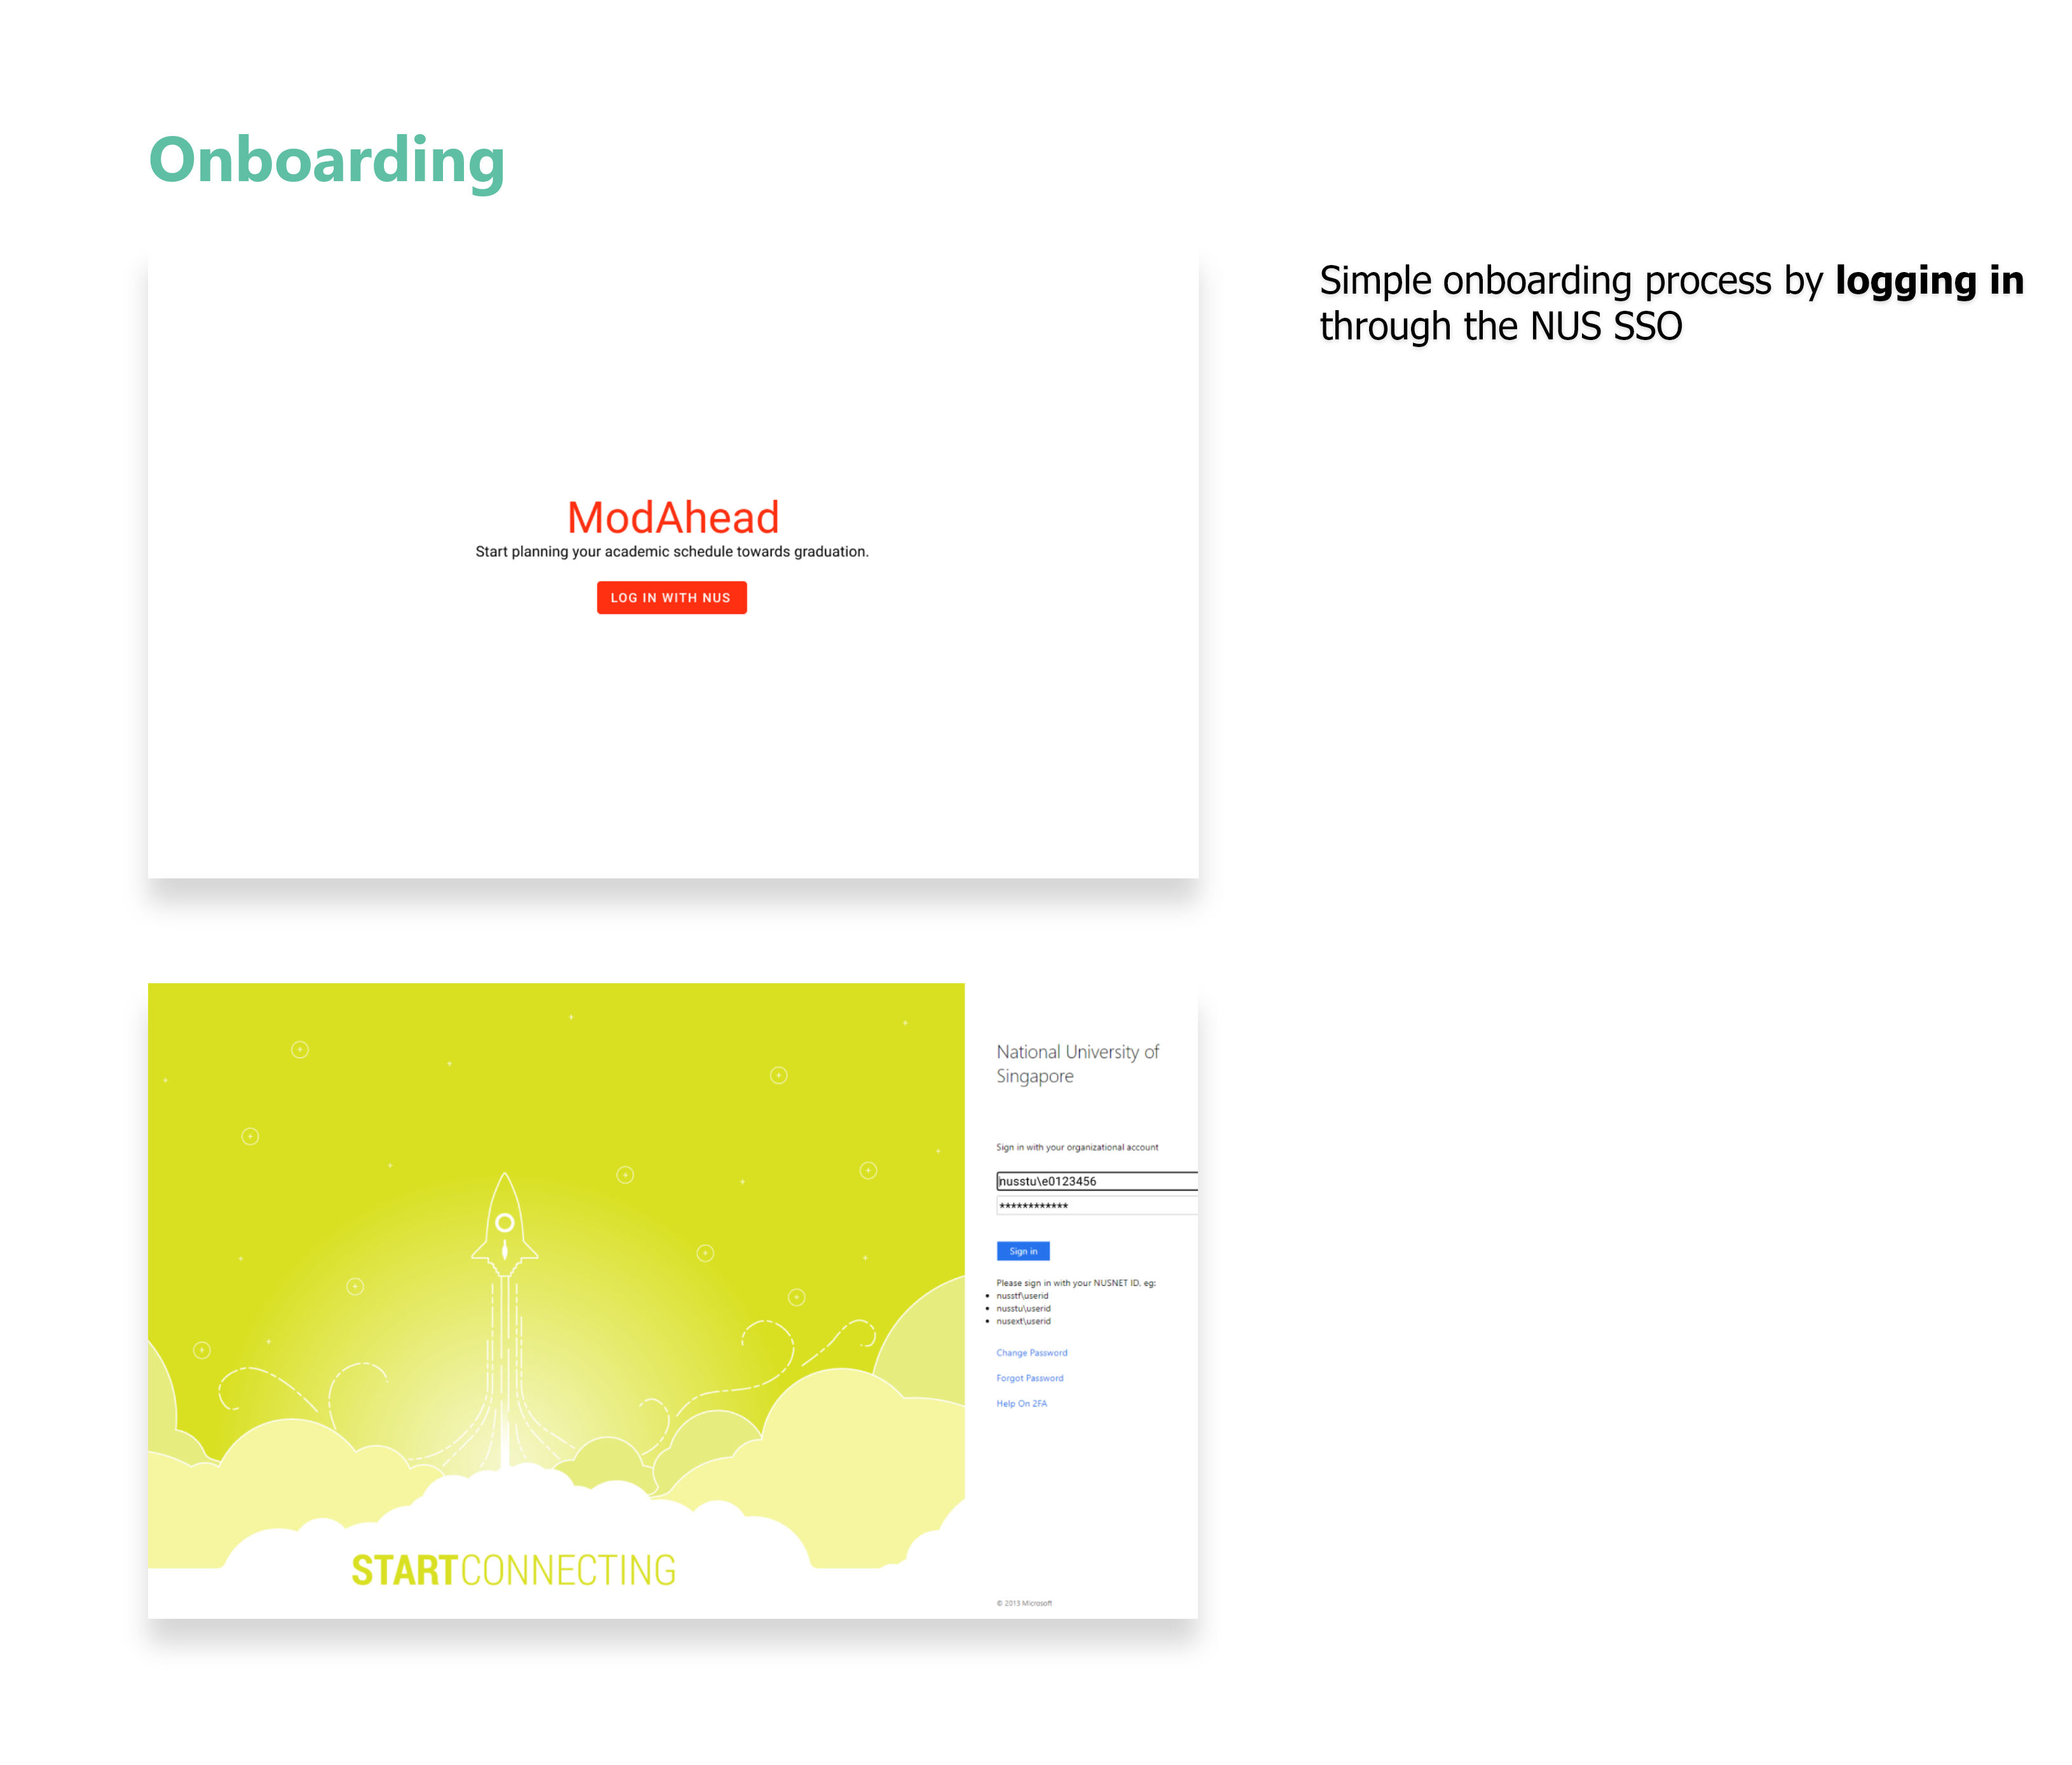 Onboarding
Simple onboarding process by logging in
through the NUS SSO
ModAhead
Start planning your academic schedule towards graduation.
LOG IN WITH NUS
National University of
Singapore
Sign in with your organizational account
nusstu\e0123456
************
Sign in
Please sign in with your NUSNET ID, eg:
• nusstf\userid
• nusstu\userid
• nusext\userid
Change Password
Forgot Password
Help On 2FA
STARTCONNECTING
© 2013 Microsoft